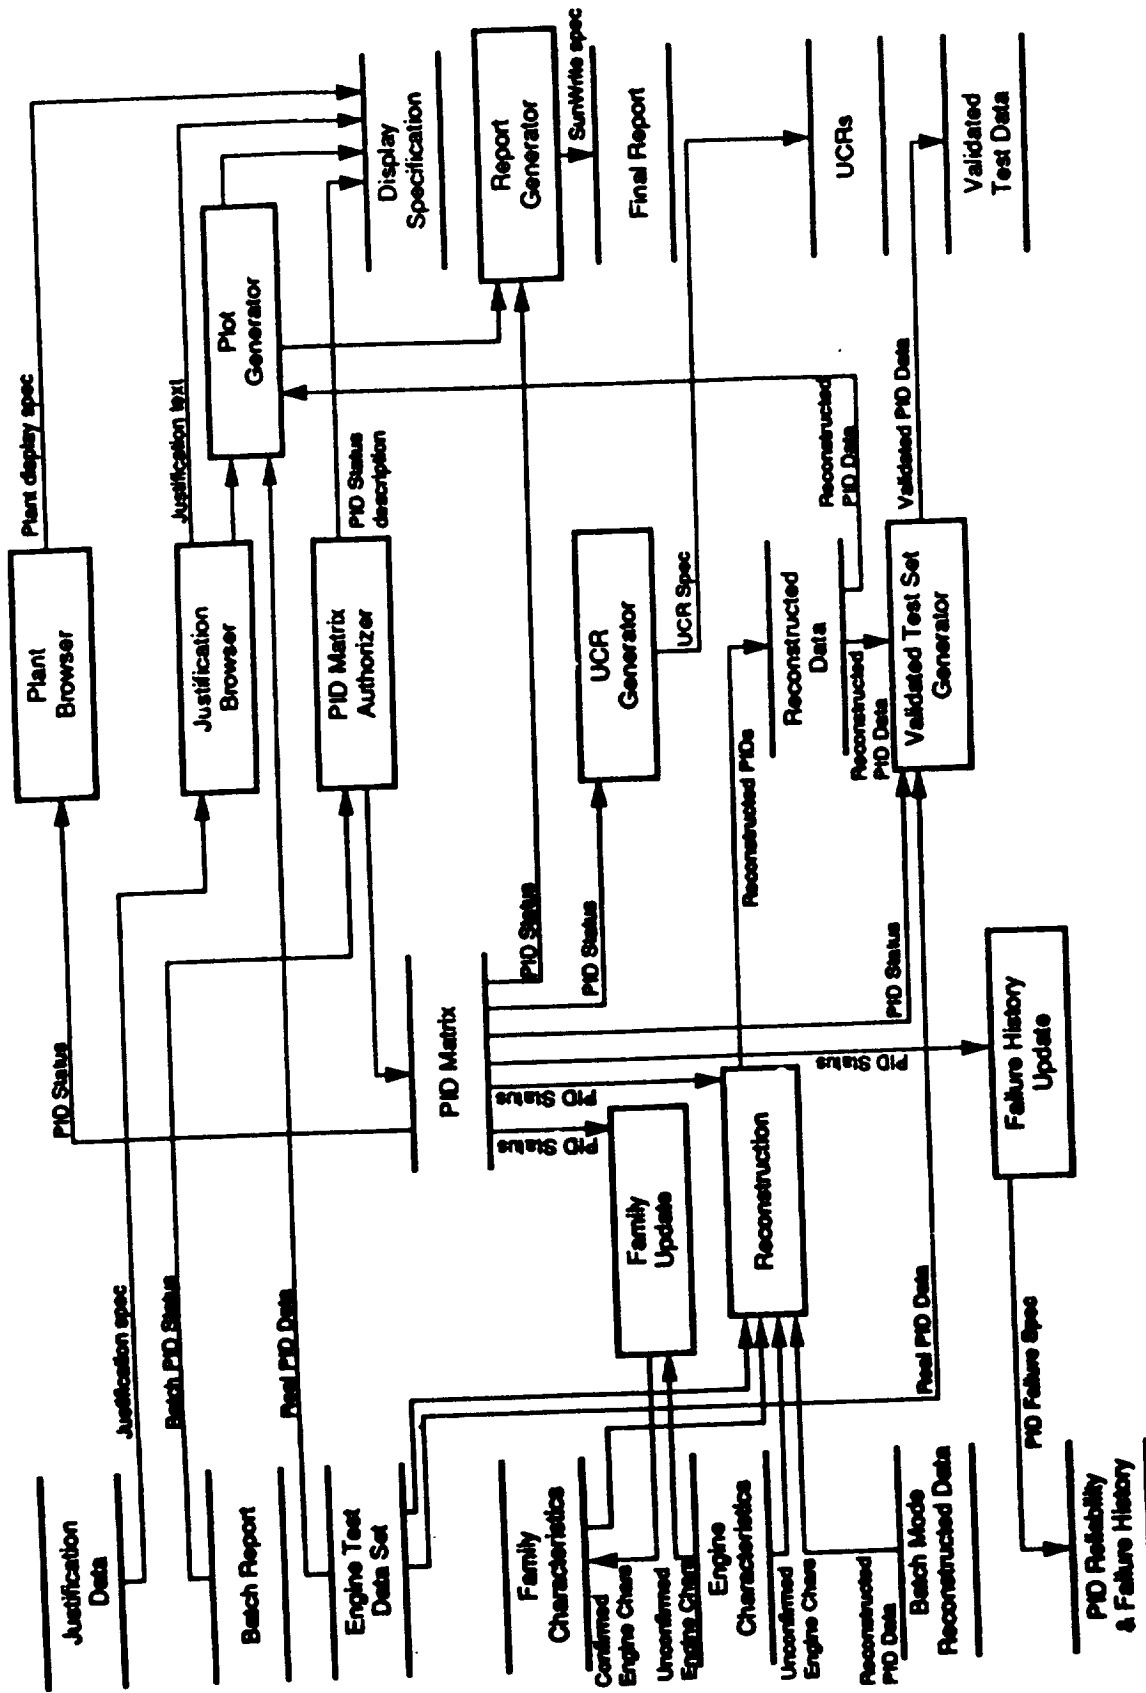 Justification
Data
Batch Report
Engine Test
Data Set
Family
Characteristics
Confirmed
Engine Chars
Unconfirmed
Engine Chars
Engine
Characteristics
Unconfirmed
Engine Chars
Reconstructed
PID Data
Batch Mode
Reconstructed Data
PID Reliability
& Failure History
Justification spec
Batch PID Status
Real PID Data
Real PID Data
PID Failure Spec
PID Status
PID Matrix
PID Status
PID Status
PID Status
PID Status
PID Status
PID Status
Family
Update
Reconstruction
Failure History
Update
Reconstructed PIDs
Plant
Browser
Justification
Browser
PID Matrix
Authorizer
UCR
Generator
UCR Spec
Reconstructed
Data
Reconstructed
PID Data
Reconstructed
PID Data
Validated Test Set
Generator
Validated PID Data
Plant display spec
Justification text
PID Status
description
Plot
Generator
Display
Specification
Report
Generator
SunWrite spec
Final Report
UCRs
Validated
Test Data